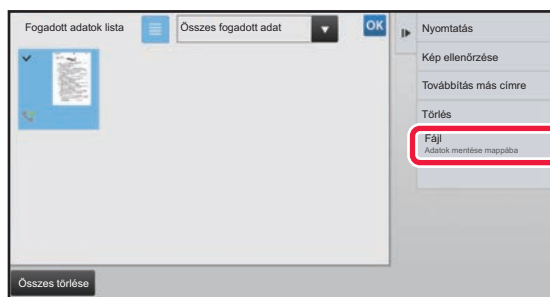 Fogadott adatok lista
Összes fogadott adat
OK
Nyomtatás
Kép ellenőrzése
Továbbítás más címre
Törlés
Fájl
Adatok mentése mappába
Összes törlése